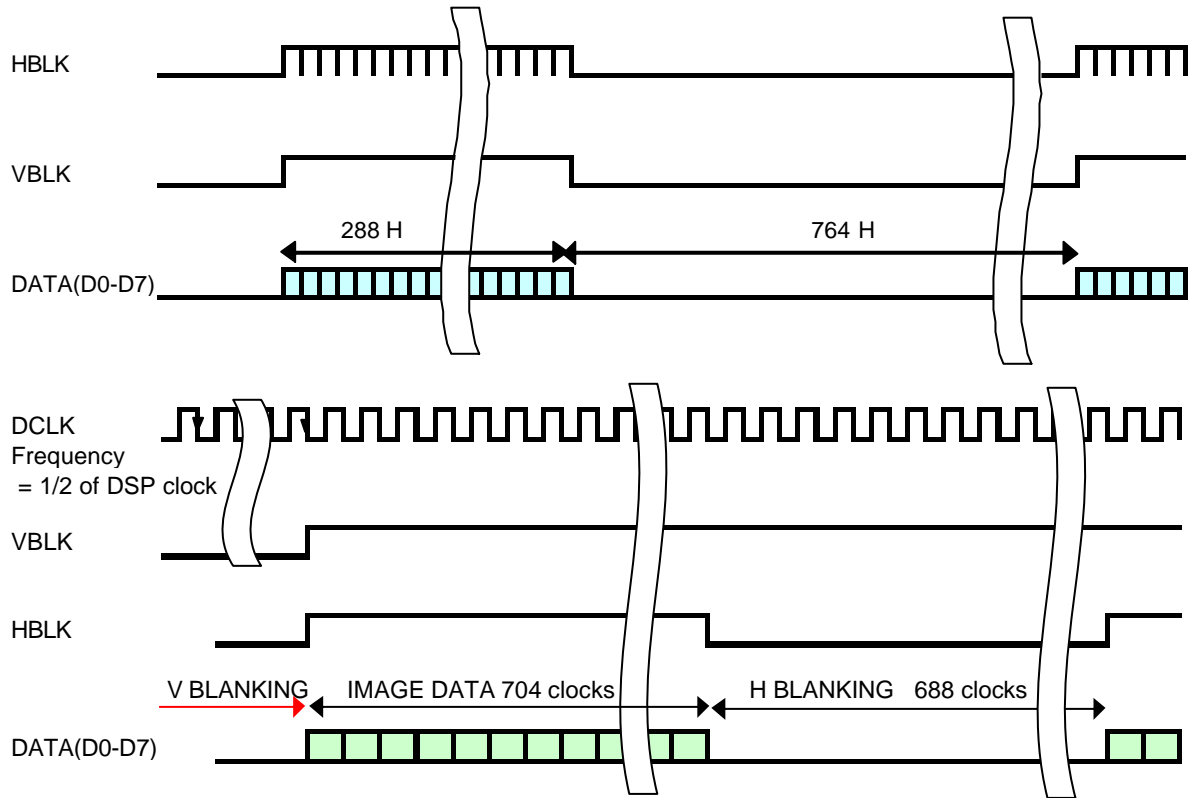 HBLK
VBLK
288 H
764 H
DATA(D0-D7)
DCLK
Frequency
= 1/2 of DSP clock
VBLK
HBLK
V BLANKING
IMAGE DATA 704 clocks
H BLANKING 688 clocks
DATA(D0-D7)